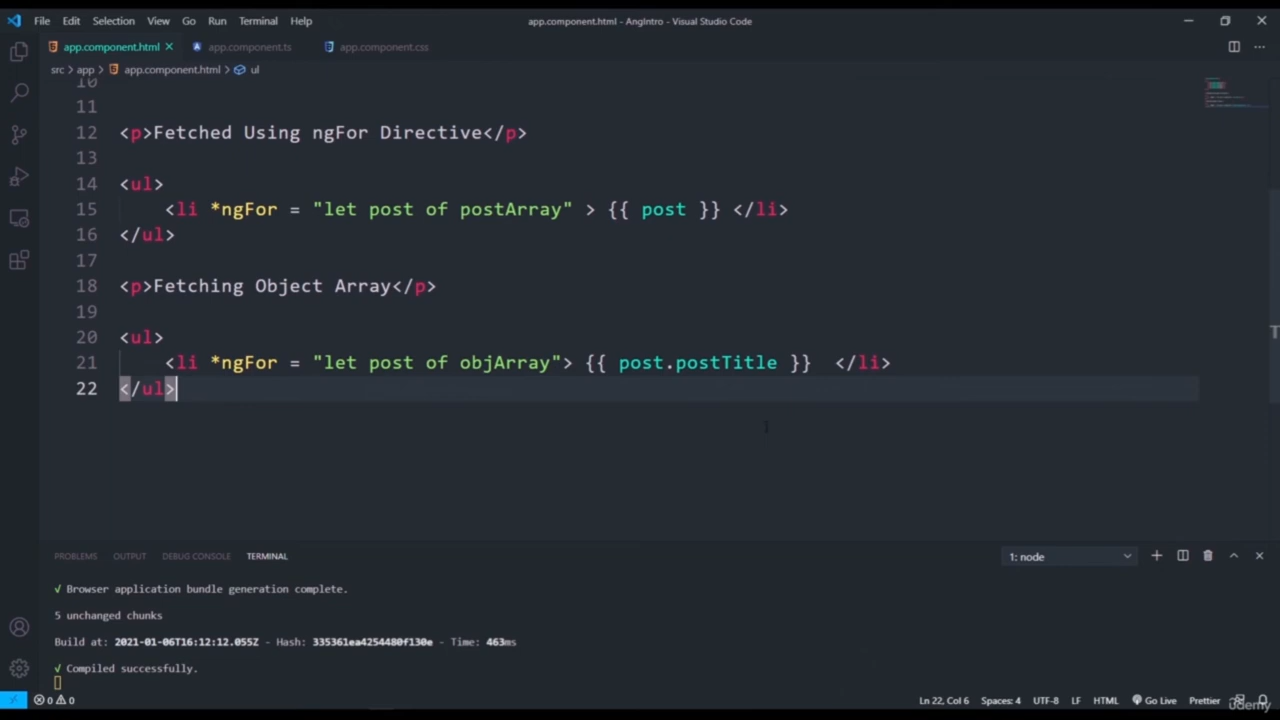 File Edit Selection View Go Run Terminal Help
app.component.html - AngIntro - Visual Studio Code
app.component.html app.component.ts app.component.css
src > app > app.component.html > ul
10
11
12 <p>Fetched Using ngFor Directive</p>
13
14 <ul>
15 <li *ngFor = "let post of postArray" > {{ post }} </li>
16 </ul>
17
18 <p>Fetching Object Array</p>
19
20 <ul>
21 <li *ngFor = "let post of objArray"> {{ post.postTitle }}  </li>
22 </ul>
PROBLEMS OUTPUT DEBUG CONSOLE TERMINAL
1: node
√ Browser application bundle generation complete.
5 unchanged chunks
Build at: 2021-01-06T16:12:12.055Z - Hash: 335361ea4254480f130e - Time: 463ms
√ Compiled successfully.
0 0
Ln 22, Col 6 Spaces: 4 UTF-8 LF HTML Go Live Prettier
udemy